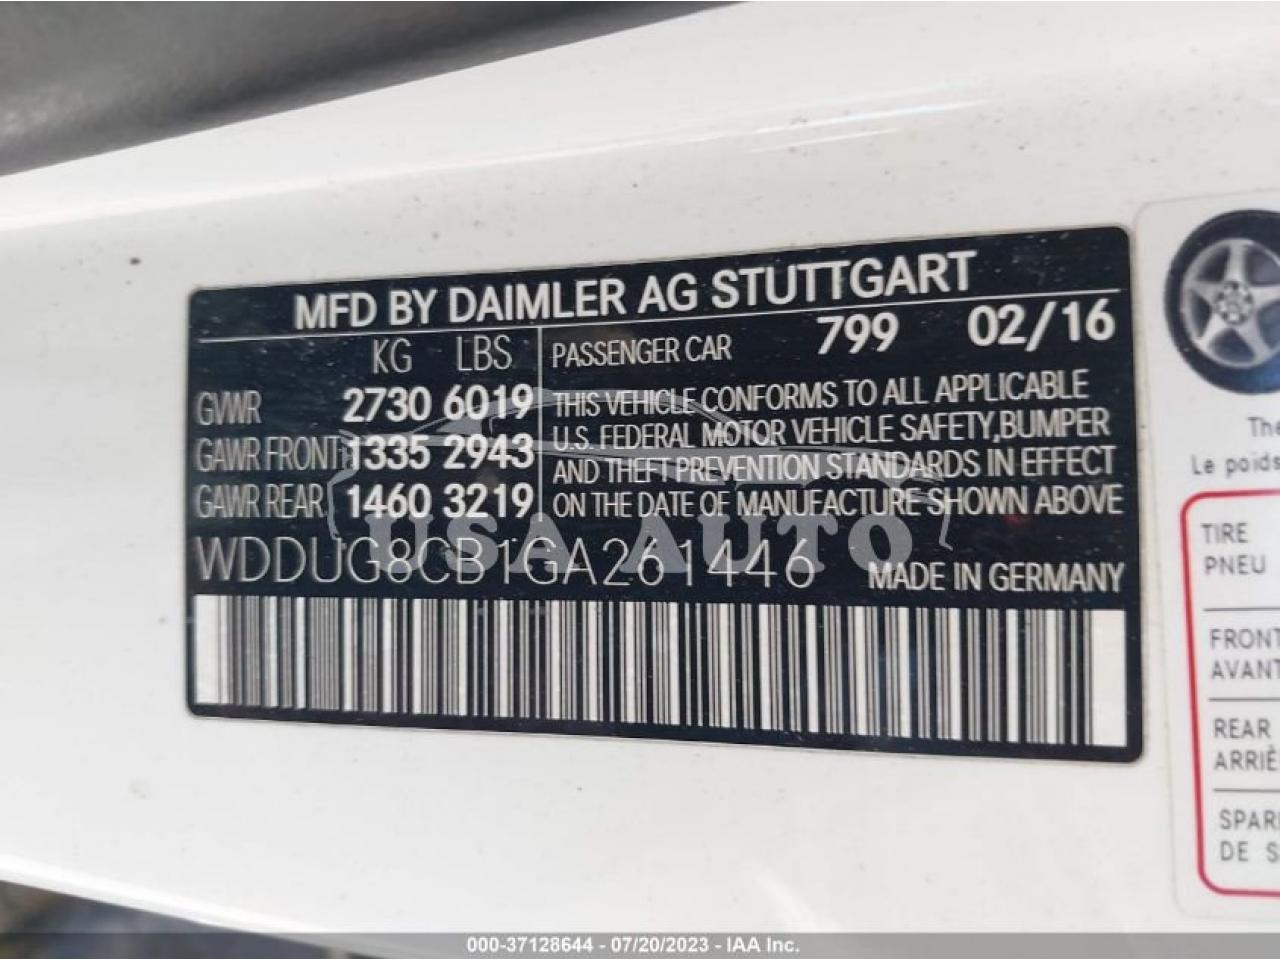 MFD BY DAIMLER AG STUTTGART
KG LBS
GVWR 2730 6019
GAWR FRONT 1335 2943
GAWR REAR 1460 3219
PASSENGER CAR 799 02/16
THIS VEHICLE CONFORMS TO ALL APPLICABLE
U.S. FEDERAL MOTOR VEHICLE SAFETY, BUMPER
AND THEFT PREVENTION STANDARDS IN EFFECT
ON THE DATE OF MANUFACTURE SHOWN ABOVE
USA AUTO
WDDUG8CB1GA261446 MADE IN GERMANY
The
Le poids
TIRE
PNEU
FRONT
AVANT
REAR
ARRIÈ
SPAR
DE S
000-37128644 - 07/20/2023 - IAA Inc.